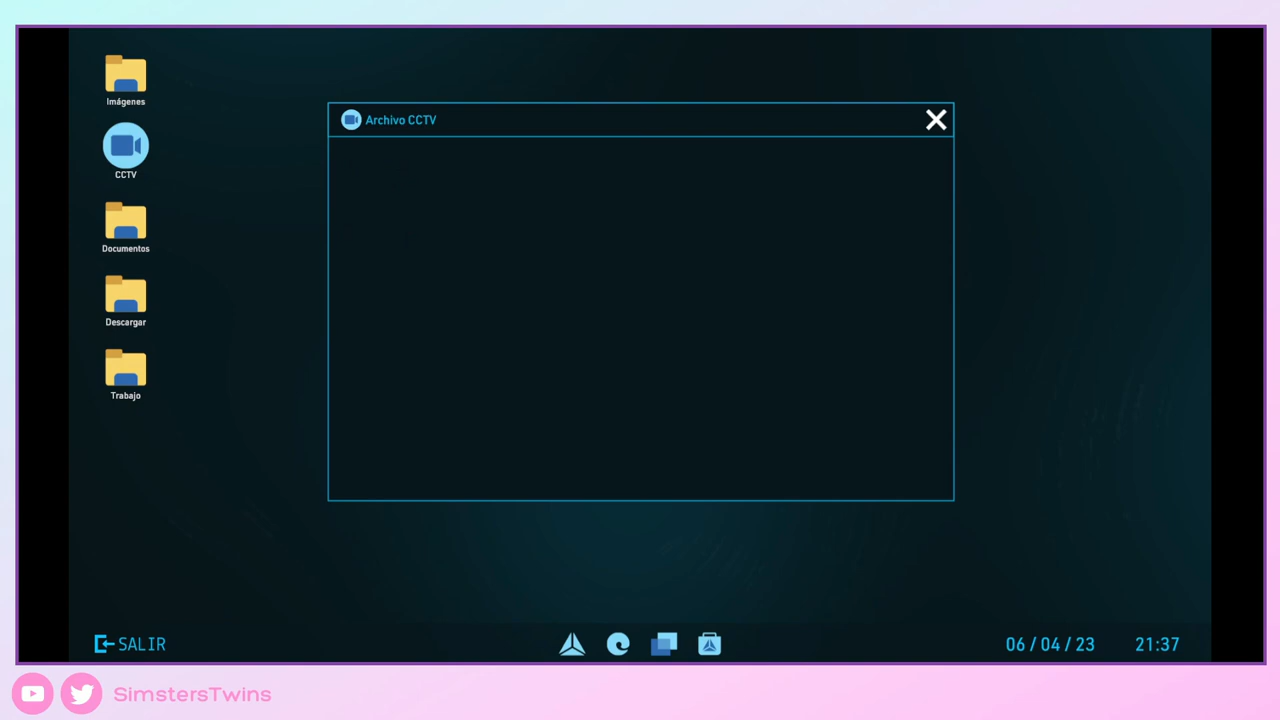 Imágenes
CCTV
Documentos
Descargar
Trabajo
Archivo CCTV
SALIR
06 / 04 / 23
21:37
SimstersTwins